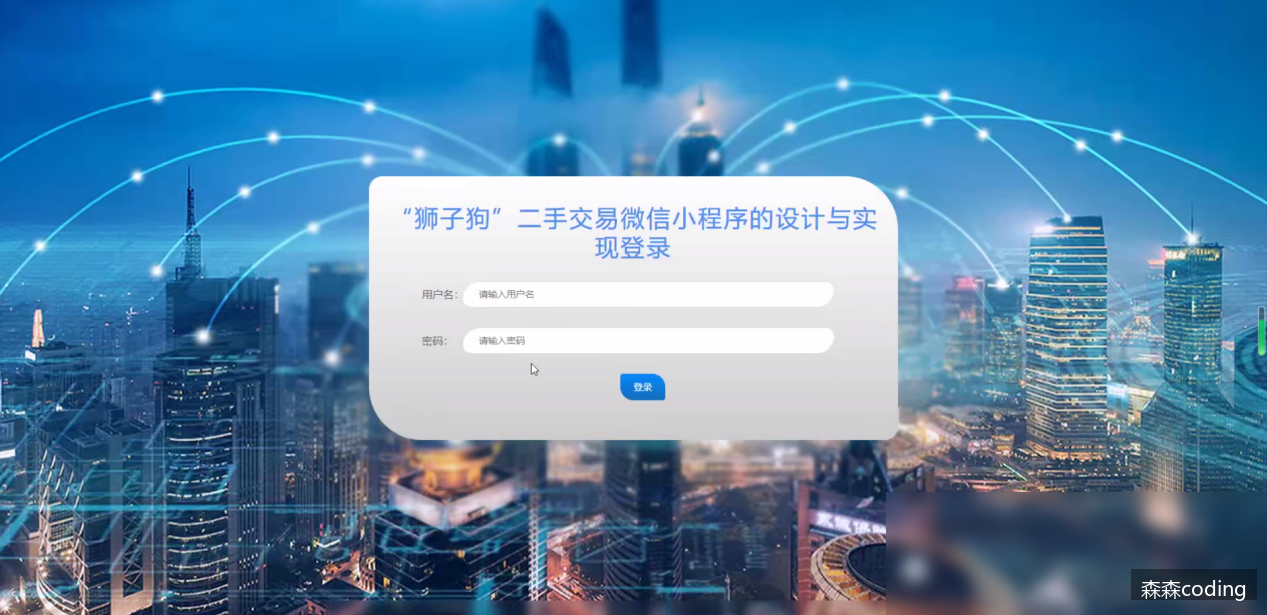 “狮子狗”二手交易微信小程序的设计与实
现登录
用户名：
请输入用户名
密码：
请输入密码
登录
森森coding